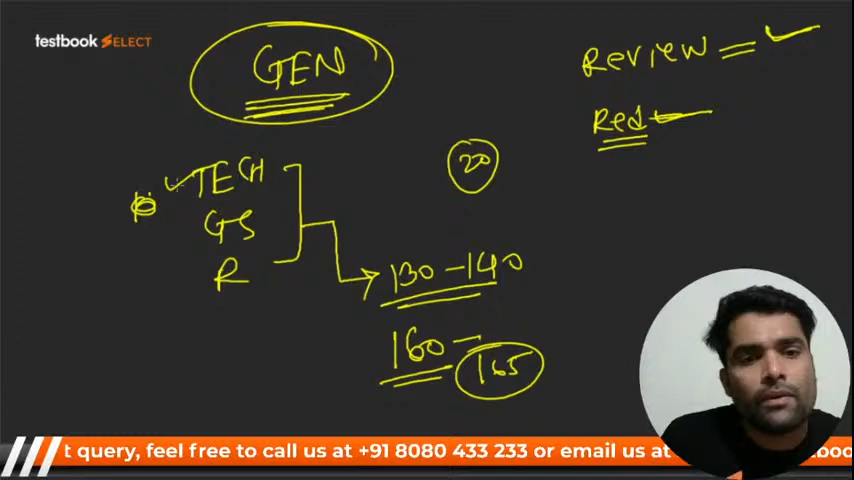 testbook SELECT
GEN
Review =
Red
TECH
GS
R
20
130-140
160 - 165
t query, feel free to call us at +91 8080 433 233 or email us at